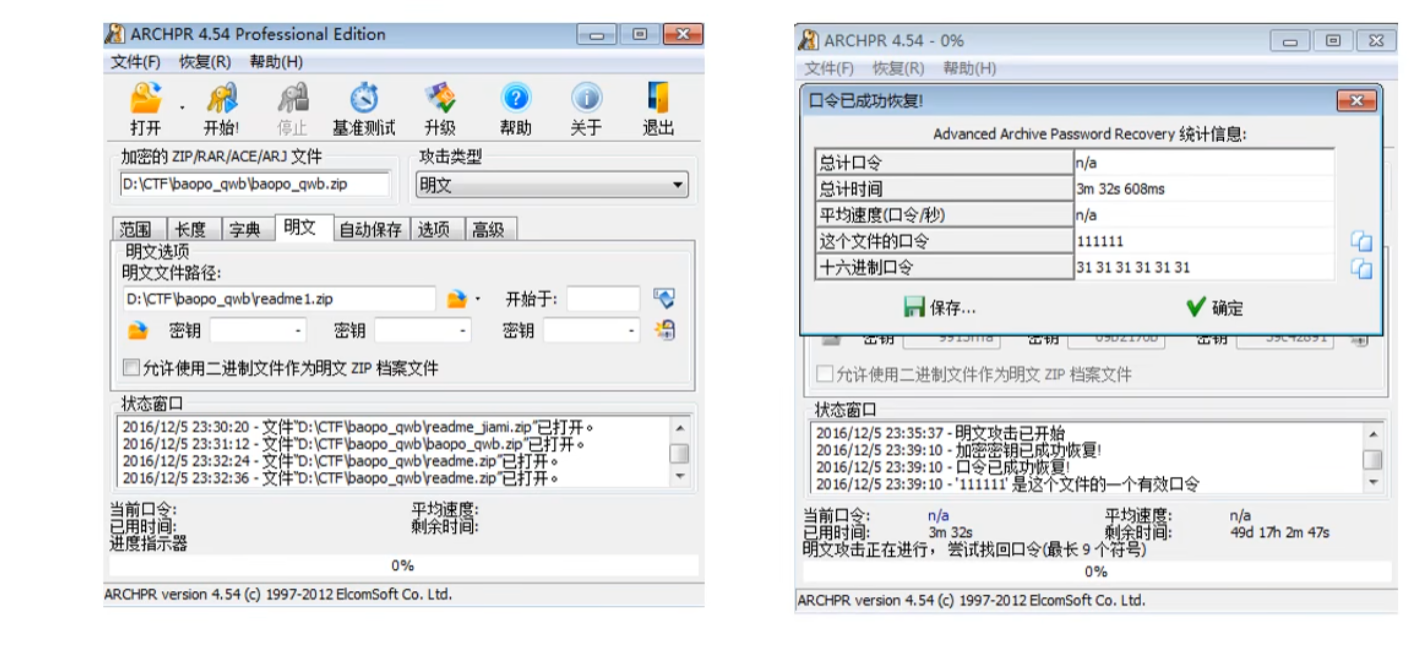 ARCHPR 4.54 Professional Edition
文件(F) 恢复(R) 帮助(H)
打开 开始! 停止 基准测试 升级 帮助 关于 退出
加密的 ZIP/RAR/ACE/ARJ 文件 攻击类型
D:\CTF\baopo_qwb\baopo_qwb.zip 明文
范围 长度 字典 明文 自动保存 选项 高级
明文选项
明文文件路径:
D:\CTF\baopo_qwb\readme1.zip 开始于:
密钥 - 密钥 - 密钥 -
允许使用二进制文件作为明文 ZIP 档案文件
状态窗口
2016/12/5 23:30:20 - 文件"D:\CTF\baopo_qwb\readme_jiami.zip"已打开。
2016/12/5 23:31:12 - 文件"D:\CTF\baopo_qwb\baopo_qwb.zip"已打开。
2016/12/5 23:32:24 - 文件"D:\CTF\baopo_qwb\readme.zip"已打开。
2016/12/5 23:32:36 - 文件"D:\CTF\baopo_qwb\readme.zip"已打开。
当前口令: 平均速度:
已用时间: 剩余时间:
进度指示器
0%
ARCHPR version 4.54 (c) 1997-2012 ElcomSoft Co. Ltd.
ARCHPR 4.54 - 0%
文件(F) 恢复(R) 帮助(H)
口令已成功恢复!
Advanced Archive Password Recovery 统计信息:
总计口令 n/a
总计时间 3m 32s 608ms
平均速度(口令/秒) n/a
这个文件的口令 111111
十六进制口令 31 31 31 31 31 31
保存... 确定
密钥 密钥 密钥
允许使用二进制文件作为明文 ZIP 档案文件
状态窗口
2016/12/5 23:35:37 - 明文攻击已开始
2016/12/5 23:39:10 - 加密密钥已成功恢复!
2016/12/5 23:39:10 - 口令已成功恢复!
2016/12/5 23:39:10 - '111111' 是这个文件的一个有效口令
当前口令: n/a 平均速度: n/a
已用时间: 3m 32s 剩余时间: 49d 17h 2m 47s
明文攻击正在进行，尝试找回口令(最长 9 个符号)
0%
ARCHPR version 4.54 (c) 1997-2012 ElcomSoft Co. Ltd.